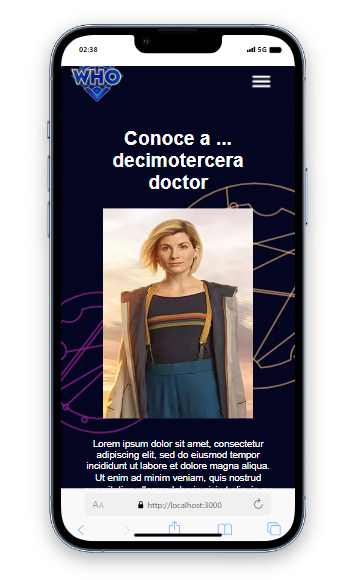 02:38
5G
WHO
Conoce a ...
decimotercera
doctor
Lorem ipsum dolor sit amet, consectetur
adipiscing elit, sed do eiusmod tempor
incididunt ut labore et dolore magna aliqua.
Ut enim ad minim veniam, quis nostrud
AA
http://localhost:3000